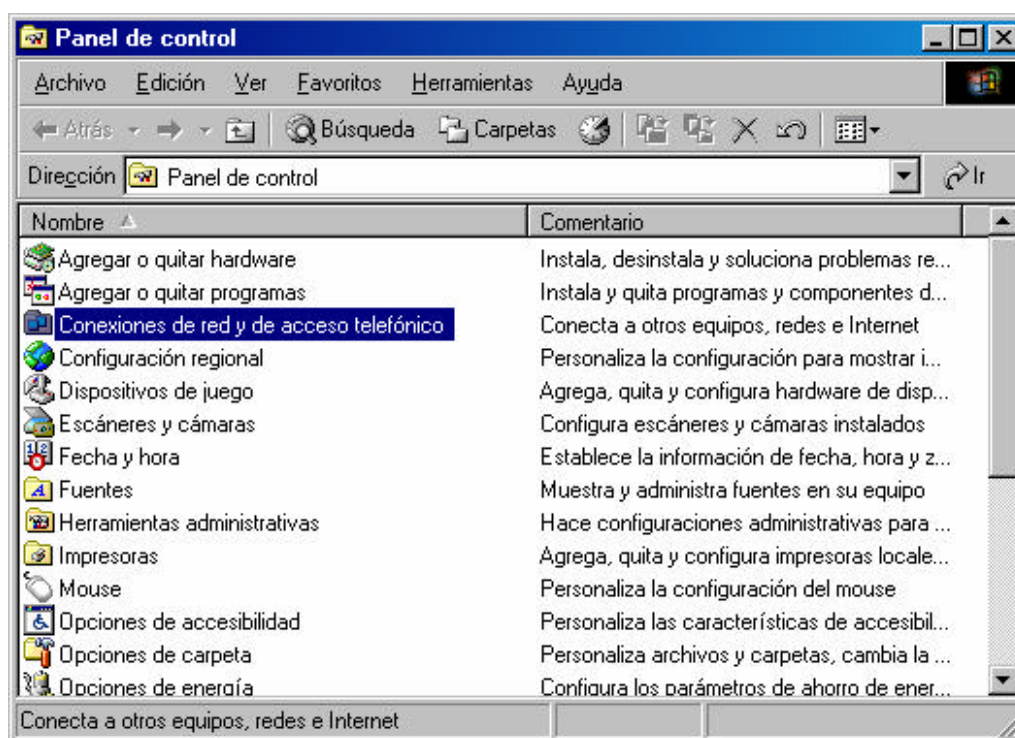 Panel de control
Archivo Edición Ver Favoritos Herramientas Ayuda
Atrás Búsqueda Carpetas
Dirección Panel de control Ir
Nombre Comentario
Agregar o quitar hardware Instala, desinstala y soluciona problemas re...
Agregar o quitar programas Instala y quita programas y componentes d...
Conexiones de red y de acceso telefónico Conecta a otros equipos, redes e Internet
Configuración regional Personaliza la configuración para mostrar i...
Dispositivos de juego Agrega, quita y configura hardware de disp...
Escáneres y cámaras Configura escáneres y cámaras instalados
Fecha y hora Establece la información de fecha, hora y z...
Fuentes Muestra y administra fuentes en su equipo
Herramientas administrativas Hace configuraciones administrativas para ...
Impresoras Agrega, quita y configura impresoras locale...
Mouse Personaliza la configuración del mouse
Opciones de accesibilidad Personaliza las características de accesibil...
Opciones de carpeta Personaliza archivos y carpetas, cambia la ...
Opciones de energía Configura los parámetros de ahorro de ener...
Conecta a otros equipos, redes e Internet